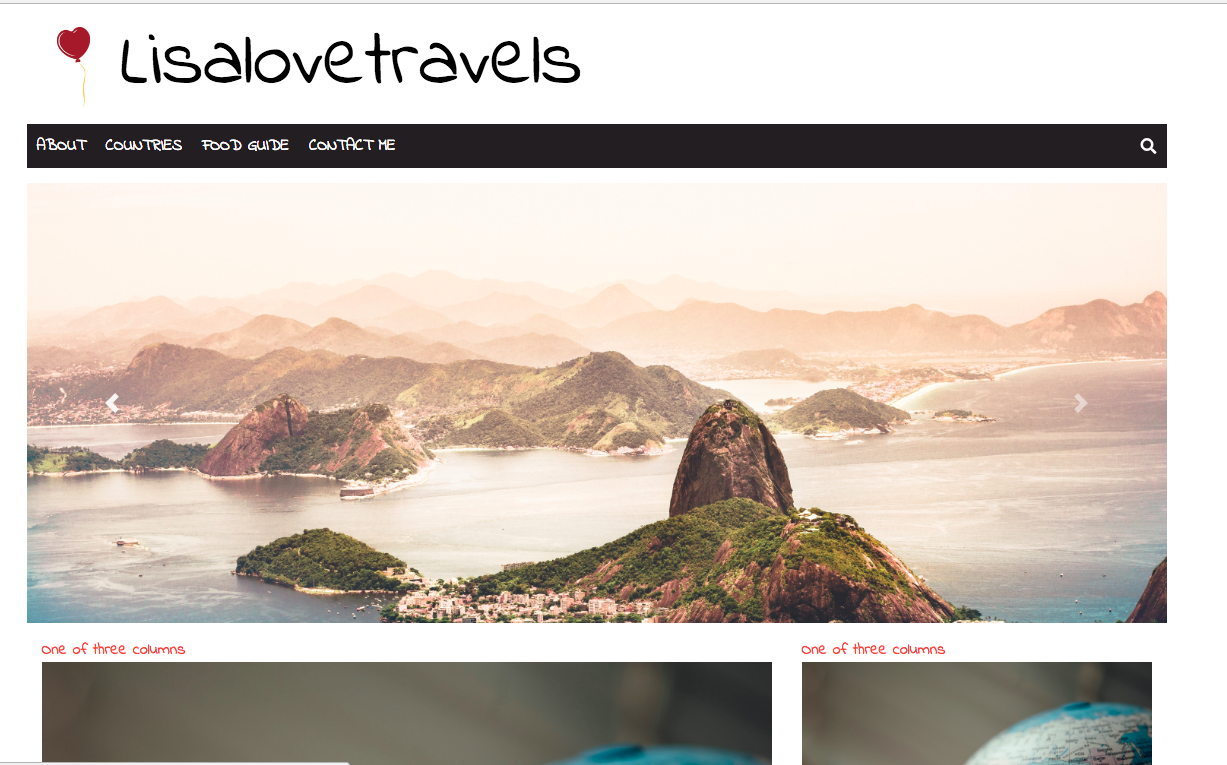 Lisalovetravels
ABOUT COUNTRIES FOOD GUIDE CONTACT ME
One of three columns
One of three columns